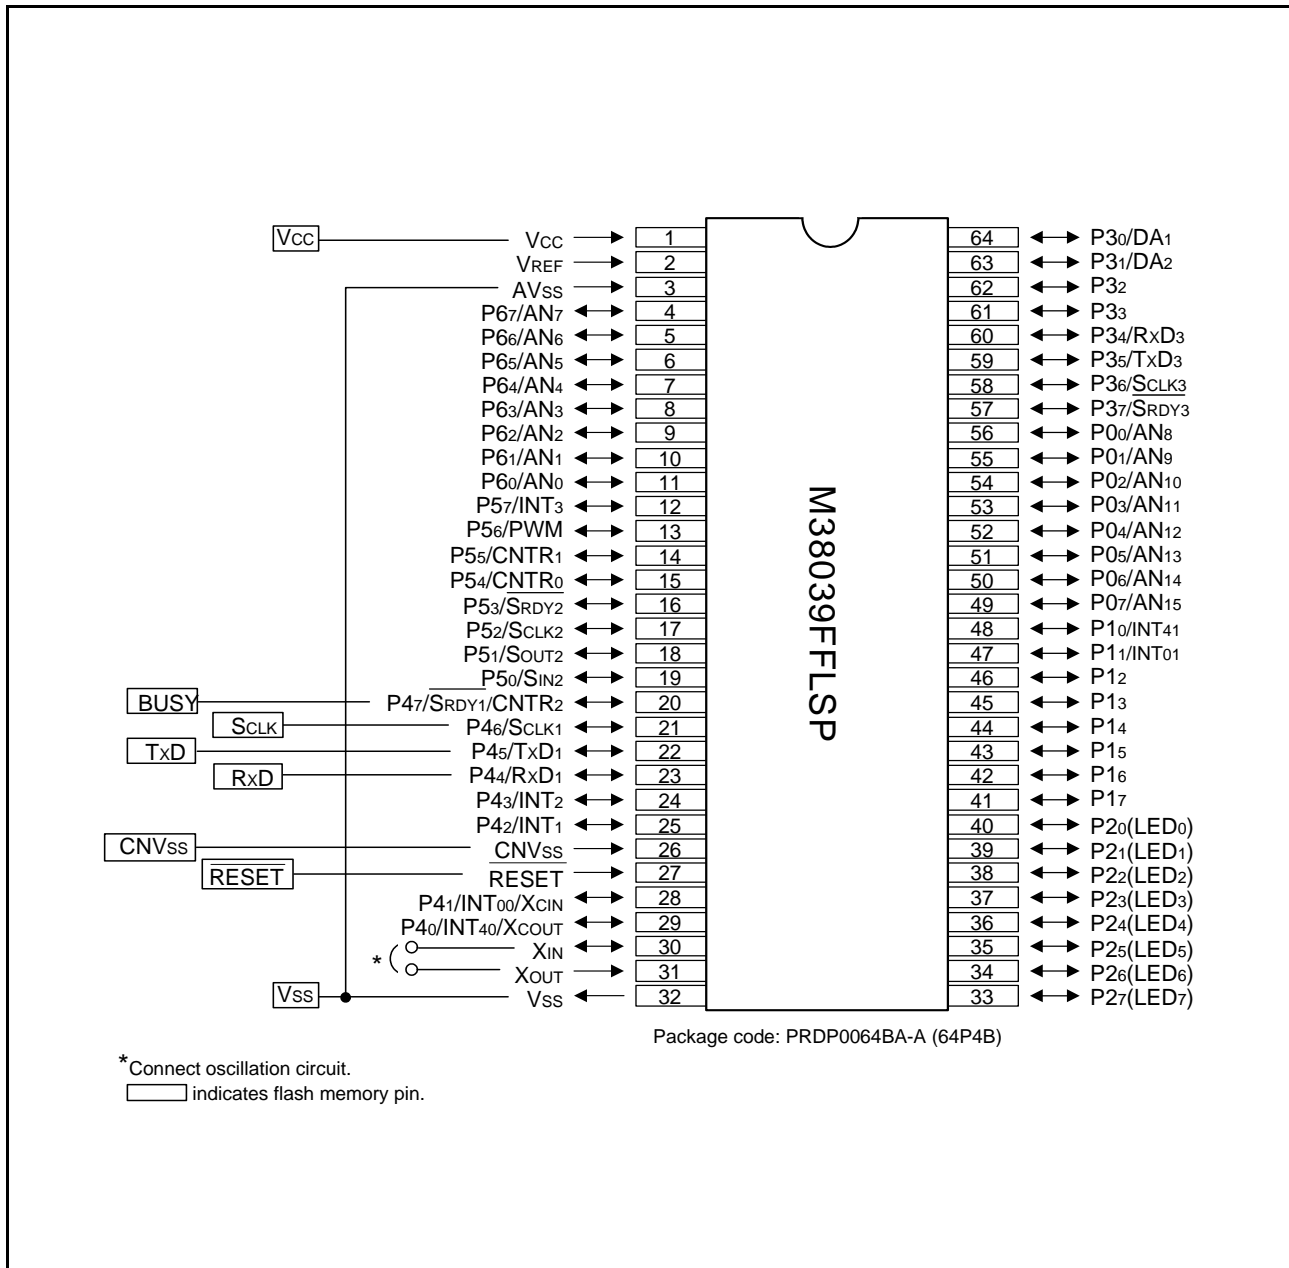 VCC VCC 1 64 P30/DA1
VREF 2 63 P31/DA2
AVSS 3 62 P32
P67/AN7 4 61 P33
P66/AN6 5 60 P34/RXD3
P65/AN5 6 59 P35/TXD3
P64/AN4 7 58 P36/SCLK3
P63/AN3 8 57 P37/SRDY3
P62/AN2 9 56 P00/AN8
P61/AN1 10 55 P01/AN9
P60/AN0 11 54 P02/AN10
P57/INT3 12 53 P03/AN11
P56/PWM 13 52 P04/AN12
P55/CNTR1 14 51 P05/AN13
P54/CNTR0 15 50 P06/AN14
P53/SRDY2 16 49 P07/AN15
P52/SCLK2 17 48 P10/INT41
P51/SOUT2 18 47 P11/INT01
P50/SIN2 19 46 P12
BUSY P47/SRDY1/CNTR2 20 45 P13
SCLK P46/SCLK1 21 44 P14
TXD P45/TXD1 22 43 P15
RXD P44/RXD1 23 42 P16
P43/INT2 24 41 P17
P42/INT1 25 40 P20(LED0)
CNVSS CNVSS 26 39 P21(LED1)
RESET RESET 27 38 P22(LED2)
P41/INT00/XCIN 28 37 P23(LED3)
P40/INT40/XCOUT 29 36 P24(LED4)
* XIN 30 35 P25(LED5)
XOUT 31 34 P26(LED6)
VSS VSS 32 33 P27(LED7)
M38039FFLSP
Package code: PRDP0064BA-A (64P4B)
*Connect oscillation circuit.
indicates flash memory pin.